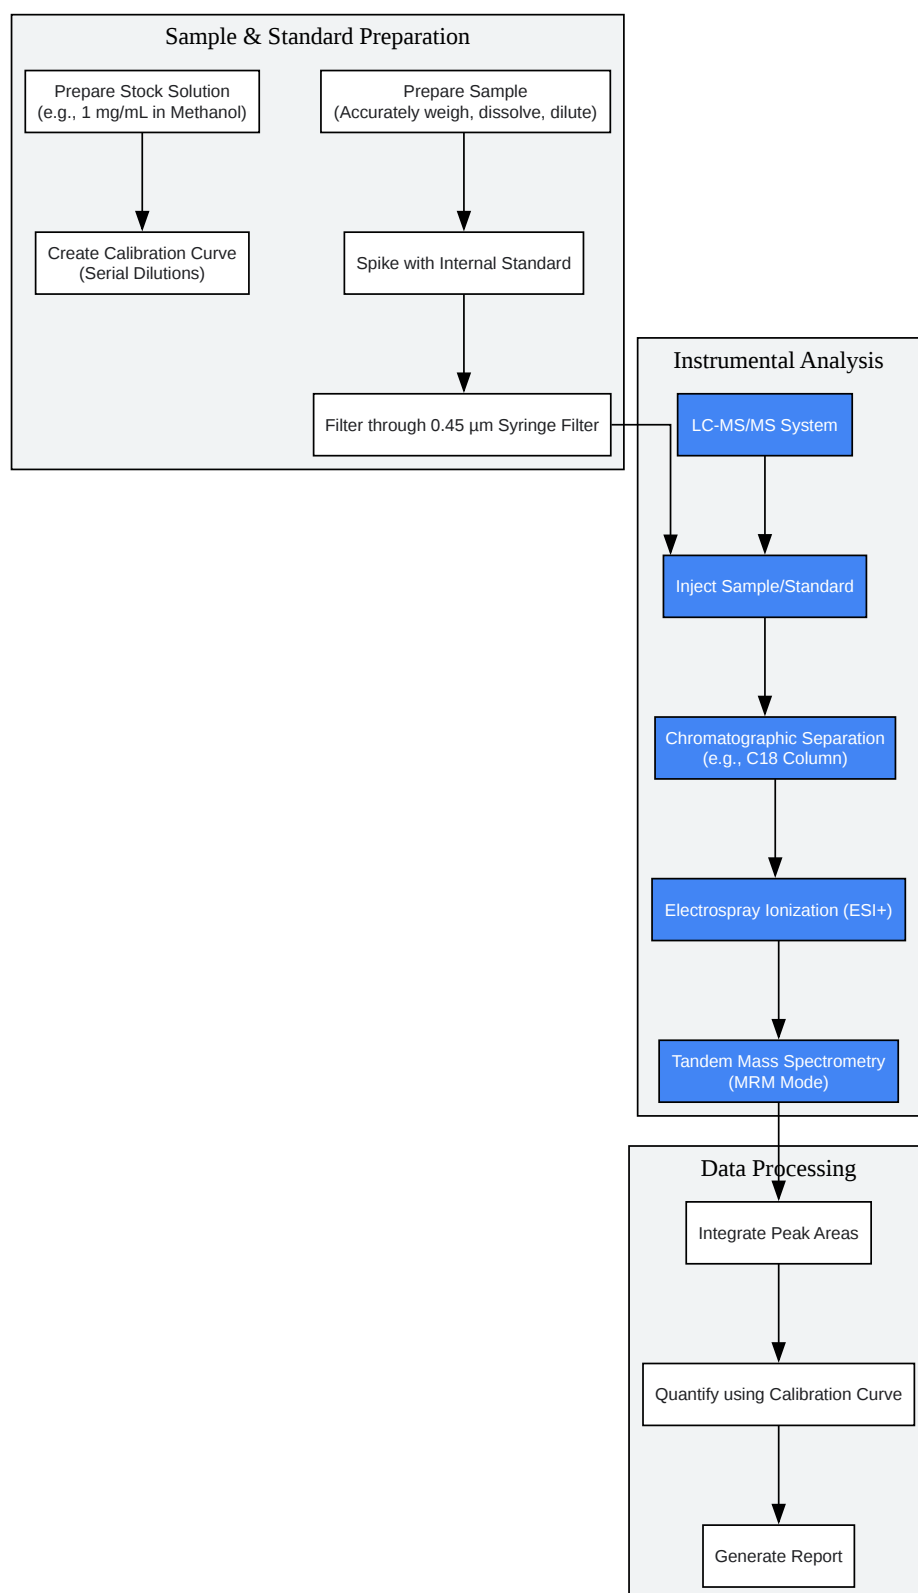 Sample & Standard Preparation
Prepare Stock Solution
(e.g., 1 mg/mL in Methanol)
Prepare Sample
(Accurately weigh, dissolve, dilute)
Create Calibration Curve
(Serial Dilutions)
Spike with Internal Standard
Filter through 0.45 µm Syringe Filter
Instrumental Analysis
LC-MS/MS System
Inject Sample/Standard
Chromatographic Separation
(e.g., C18 Column)
Electrospray Ionization (ESI+)
Tandem Mass Spectrometry
(MRM Mode)
Data Processing
Integrate Peak Areas
Quantify using Calibration Curve
Generate Report